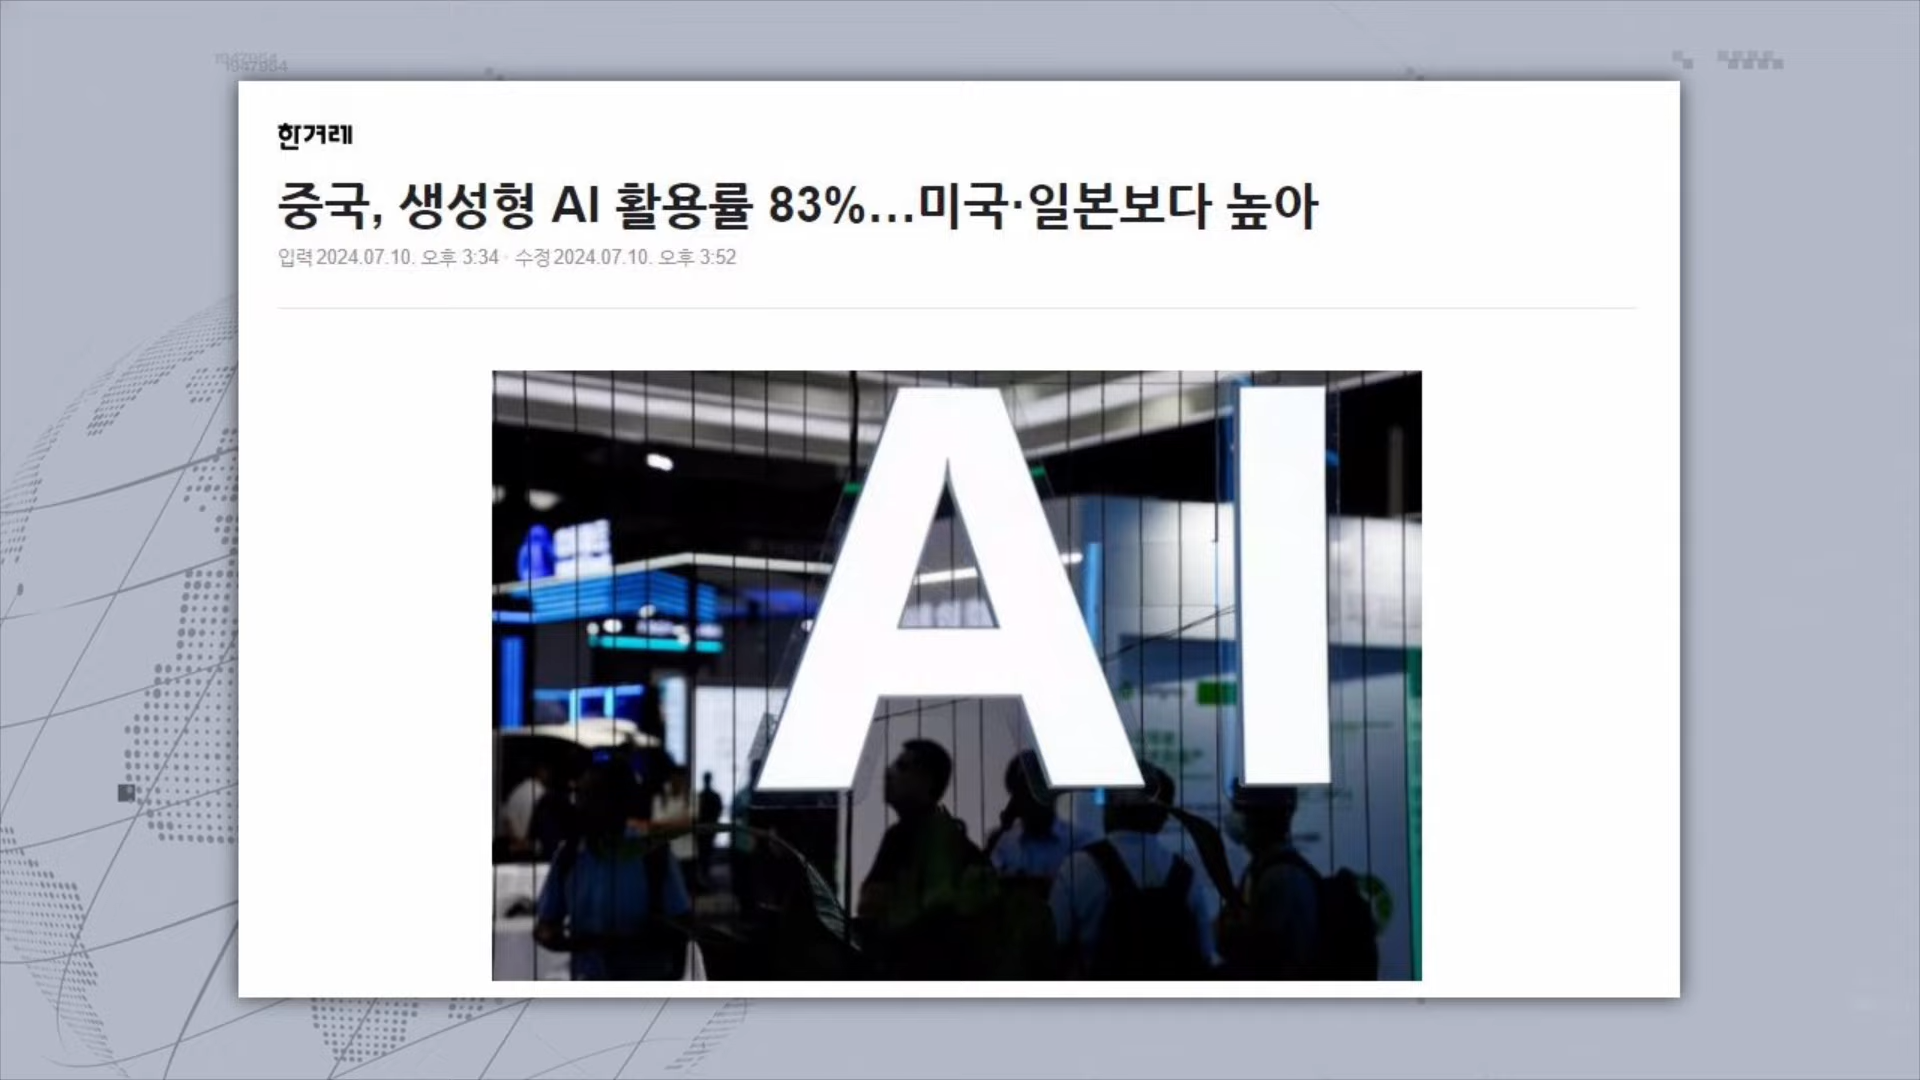 1947954
1947954
한겨레
중국, 생성형 AI 활용률 83%...미국·일본보다 높아
입력 2024.07.10. 오후 3:34 · 수정 2024.07.10. 오후 3:52
AI